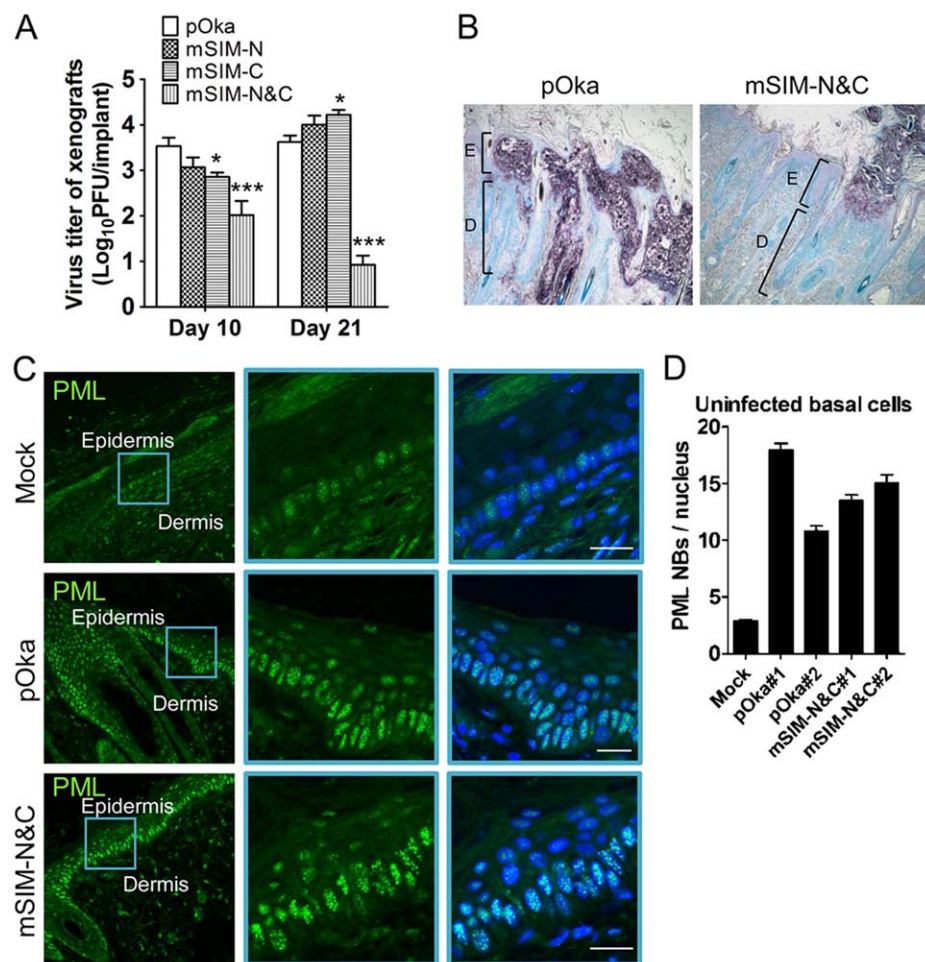 A
pOka
mSIM-N
mSIM-C
mSIM-N&C
Virus titer of xenografts
(Log10PFU/implant)
5
4
3
2
1
0
*
***
*
***
Day 10
Day 21
B
pOka
mSIM-N&C
E
D
E
D
C
Mock
PML
Epidermis
Dermis
pOka
PML
Epidermis
Dermis
mSIM-N&C
PML
Epidermis
Dermis
D
Uninfected basal cells
PML NBs / nucleus
20
15
10
5
0
Mock
pOka#1
pOka#2
mSIM-N&C#1
mSIM-N&C#2